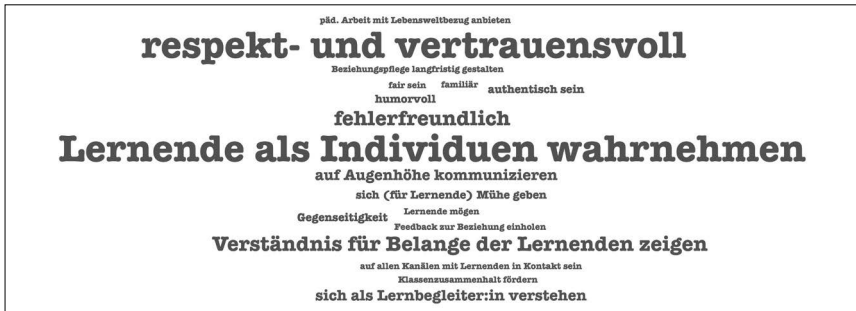 päd. Arbeit mit Lebensweltbezug anbieten
respekt- und vertrauensvoll
Beziehungspflege langfristig gestalten
fair sein familiär authentisch sein
humorvoll
fehlerfreundlich
Lernende als Individuen wahrnehmen
auf Augenhöhe kommunizieren
sich (für Lernende) Mühe geben
Lernende mögen
Gegenseitigkeit
Feedback zur Beziehung einholen
Verständnis für Belange der Lernenden zeigen
auf allen Kanälen mit Lernenden in Kontakt sein
Klassenzusammenhalt fördern
sich als Lernbegleiter:in verstehen